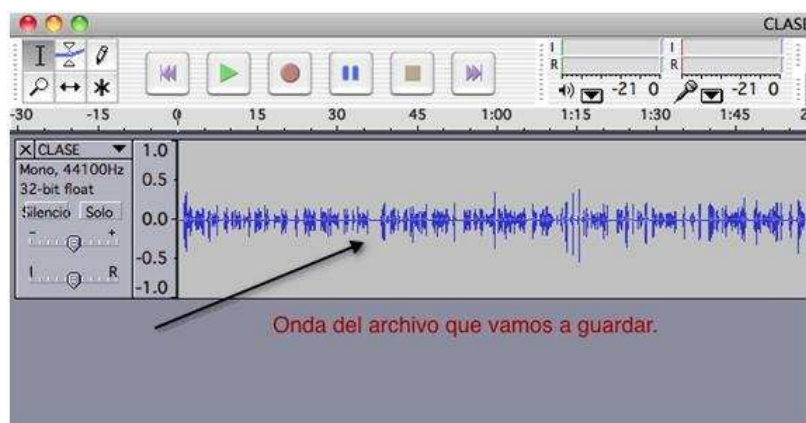 CLASE
I
R
-21 0
I
R
-21 0
-30 -15 0 15 30 45 1:00 1:15 1:30 1:45 2
X CLASE
Mono, 44100Hz
32-bit float
Silencio Solo
- +
I R
1.0
0.5
0.0
-0.5
-1.0
Onda del archivo que vamos a guardar.